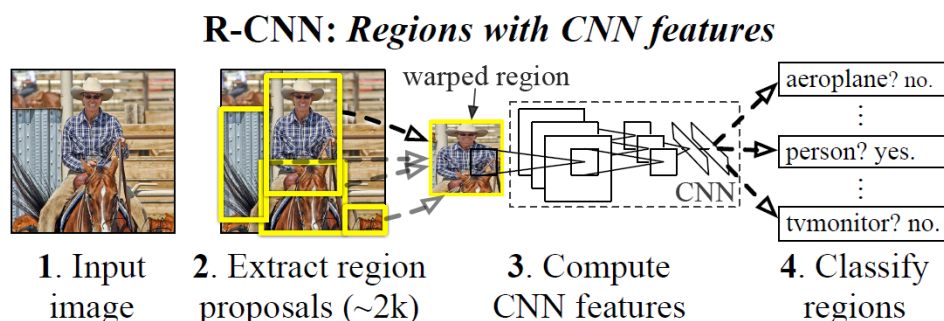 R-CNN: Regions with CNN features
warped region
aeroplane? no.
person? yes.
tvmonitor? no.
CNN
1. Input image
2. Extract region proposals (~2k)
3. Compute CNN features
4. Classify regions